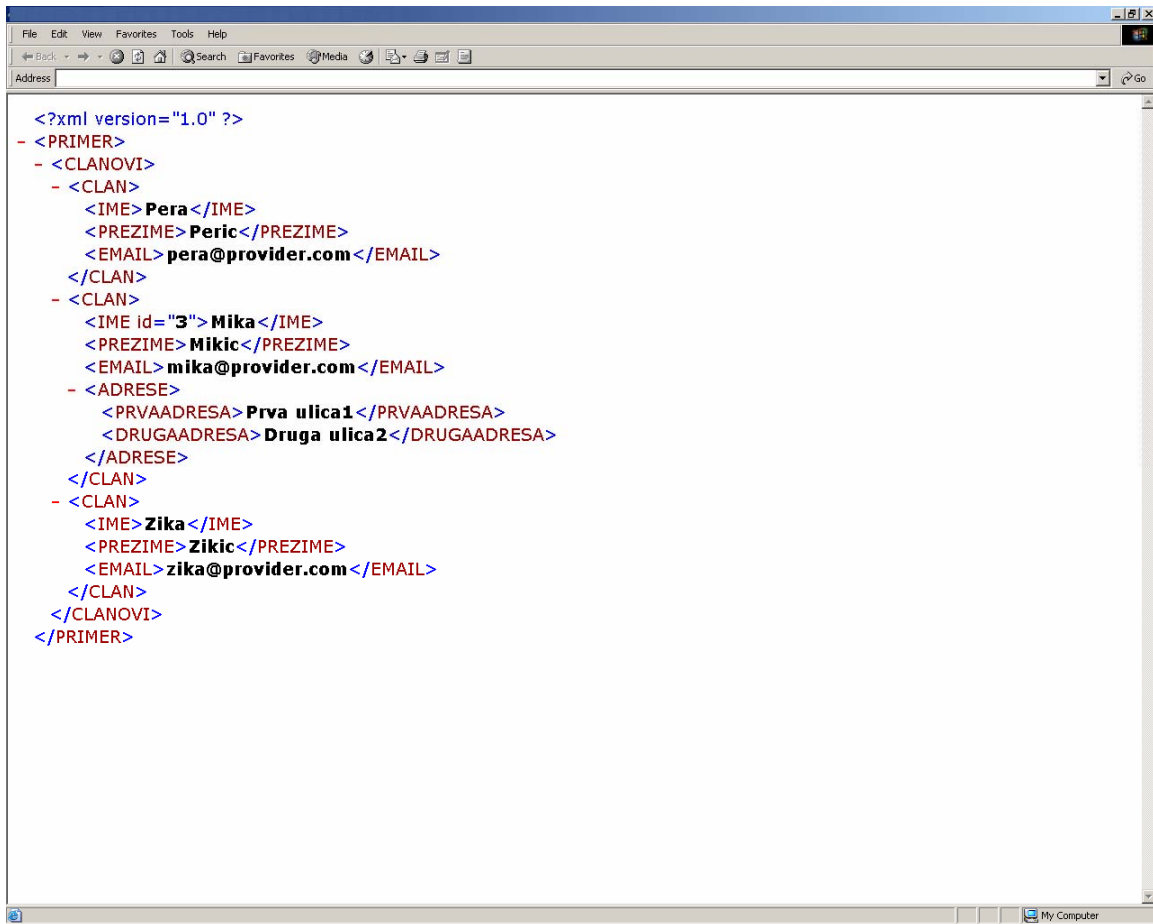 File Edit View Favorites Tools Help
Back Search Favorites Media
Address Go
<?xml version="1.0" ?>
- <PRIMER>
- <CLANOVI>
- <CLAN>
<IME>Pera</IME>
<PREZIME>Peric</PREZIME>
<EMAIL>pera@provider.com</EMAIL>
</CLAN>
- <CLAN>
<IME id="3">Mika</IME>
<PREZIME>Mikic</PREZIME>
<EMAIL>mika@provider.com</EMAIL>
- <ADRESE>
<PRVAADRESA>Prva ulica1</PRVAADRESA>
<DRUGAADRESA>Druga ulica2</DRUGAADRESA>
</ADRESE>
</CLAN>
- <CLAN>
<IME>Zika</IME>
<PREZIME>Zikic</PREZIME>
<EMAIL>zika@provider.com</EMAIL>
</CLAN>
</CLANOVI>
</PRIMER>
My Computer